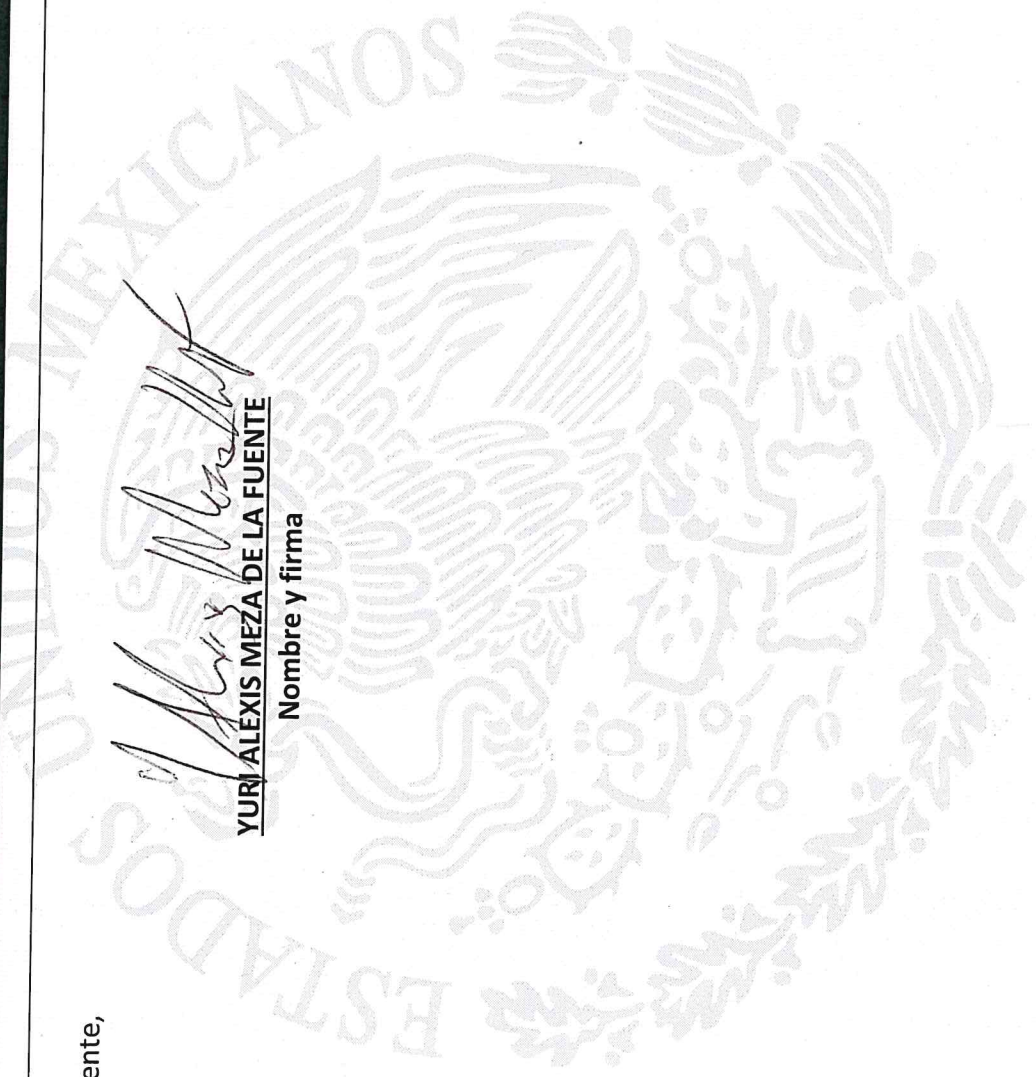 ESTADOS UNIDOS MEXICANOS
ente,
YURI ALEXIS MEZA DE LA FUENTE
Nombre y firma